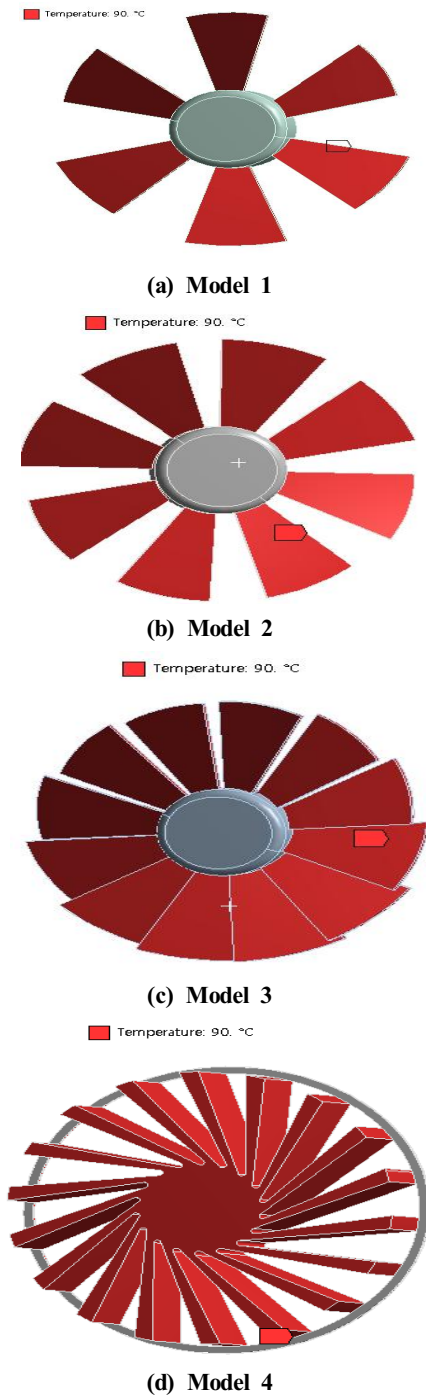 Temperature: 90. °C
(a) Model 1
Temperature: 90. °C
(b) Model 2
Temperature: 90. °C
(c) Model 3
Temperature: 90. °C
(d) Model 4